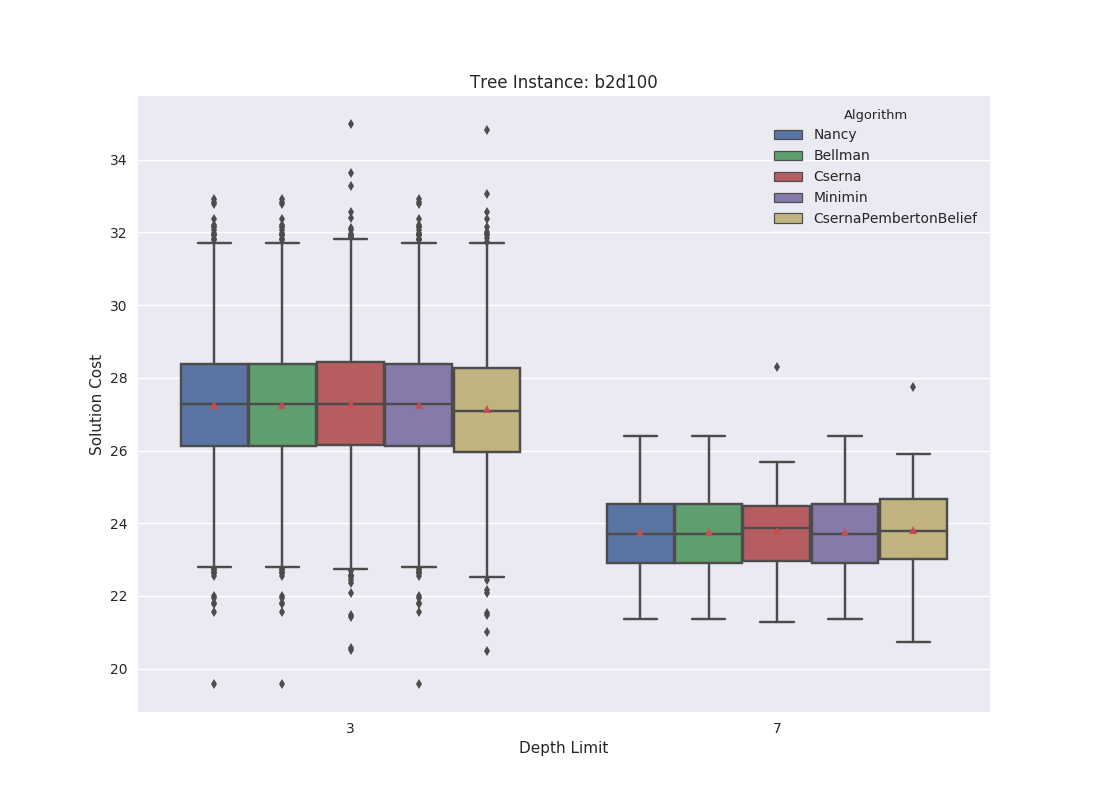 Tree Instance: b2d100
Algorithm
Nancy
Bellman
Cserna
Minimin
CsernaPembertonBelief
Solution Cost
34
32
30
28
26
24
22
20
3
7
Depth Limit